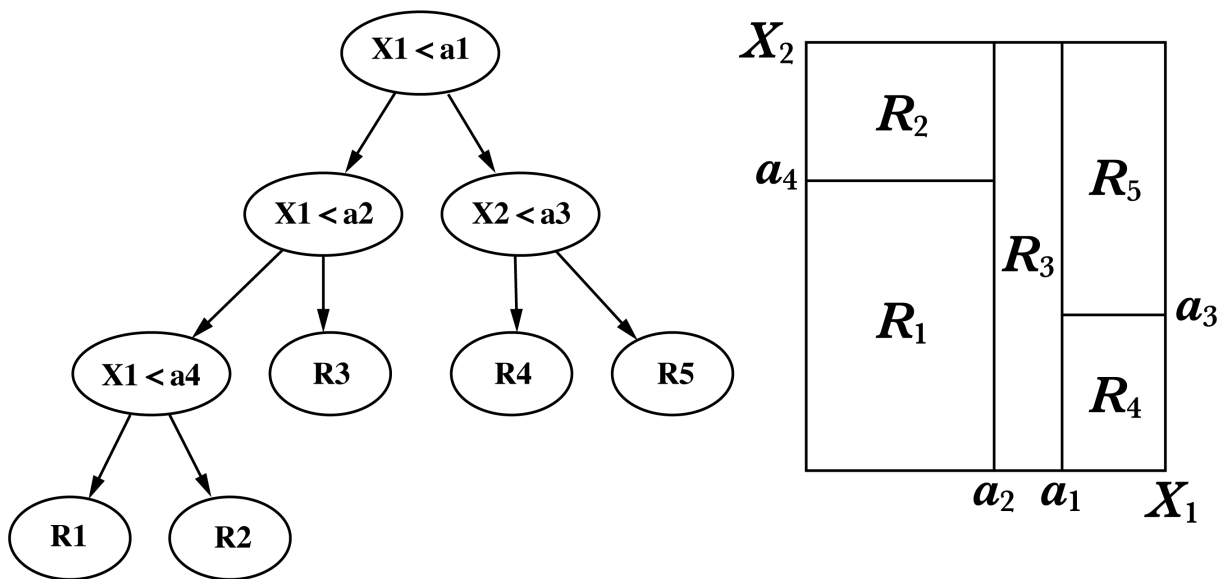 X1 < a1
X1 < a2
X2 < a3
X1 < a4
R3
R4
R5
R1
R2
X₂
R₂
a₄
R₅
R₃
R₁
a₃
R₄
a₂
a₁
X₁